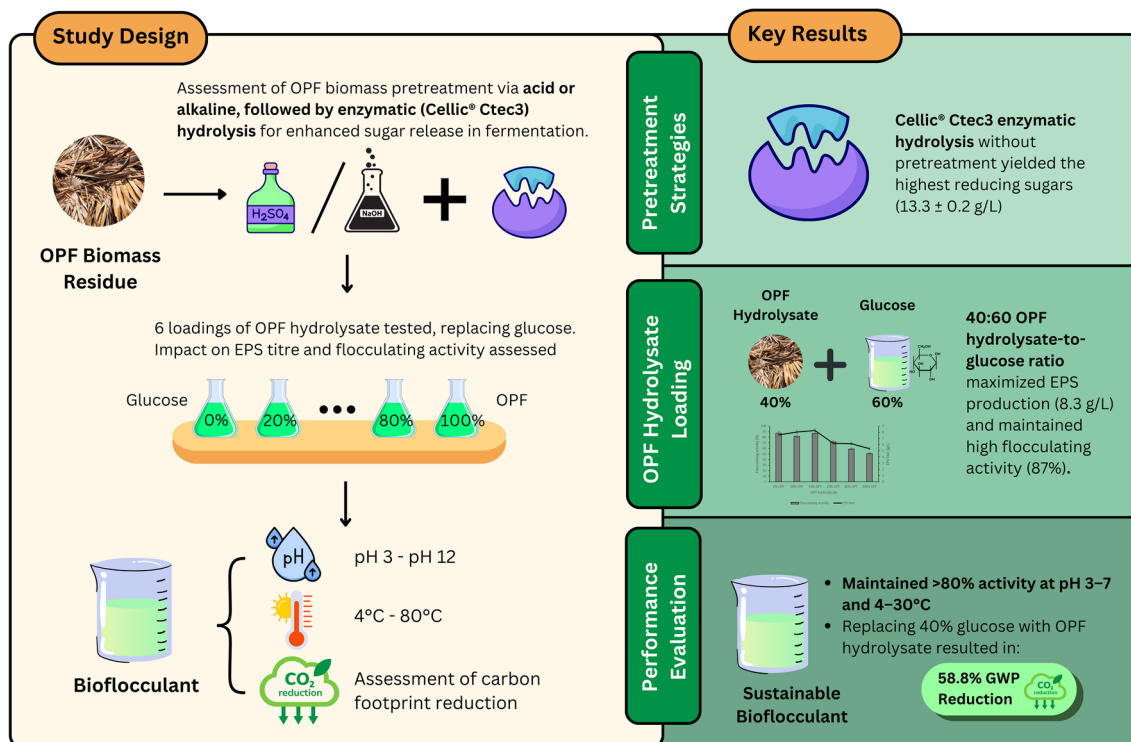 Study Design
Assessment of OPF biomass pretreatment via acid or
alkaline, followed by enzymatic (Cellic® Ctec3)
hydrolysis for enhanced sugar release in fermentation.
H₂SO₄
NaOH
OPF Biomass
Residue
6 loadings of OPF hydrolysate tested, replacing glucose.
Impact on EPS titre and flocculating activity assessed
Glucose
0%
20%
80%
100%
OPF
Bioflocculant
pH
pH 3 - pH 12
4°C - 80°C
CO₂
reduction
Assessment of carbon
footprint reduction
Key Results
Pretreatment
Strategies
Cellic® Ctec3 enzymatic
hydrolysis without
pretreatment yielded the
highest reducing sugars
(13.3 ± 0.2 g/L)
OPF Hydrolysate
Loading
OPF
Hydrolysate
Glucose
40%
60%
40:60 OPF
hydrolysate-to-
glucose ratio
maximized EPS
production (8.3 g/L)
and maintained
high flocculating
activity (87%).
Performance
Evaluation
Sustainable
Bioflocculant
• Maintained >80% activity at pH 3–7
and 4–30°C
• Replacing 40% glucose with OPF
hydrolysate resulted in:
58.8% GWP
Reduction
CO₂
reduction